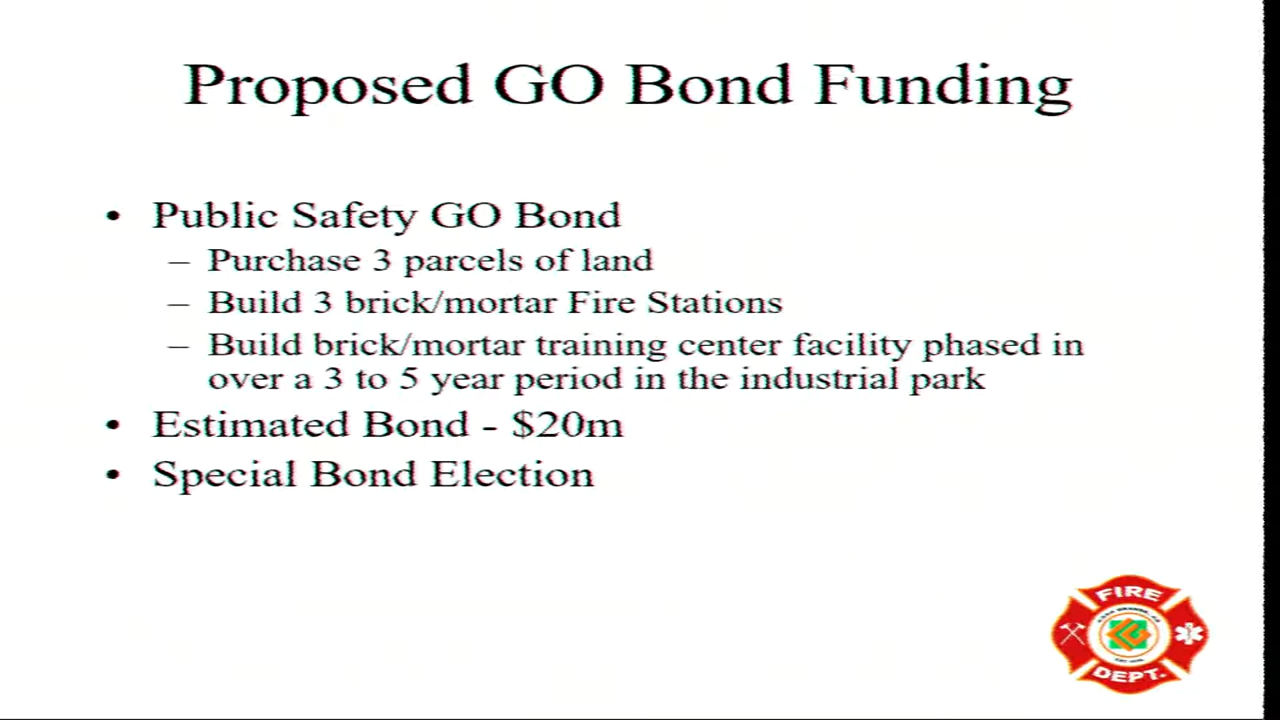 Proposed GO Bond Funding
• Public Safety GO Bond
– Purchase 3 parcels of land
– Build 3 brick/mortar Fire Stations
– Build brick/mortar training center facility phased in
over a 3 to 5 year period in the industrial park
• Estimated Bond - $20m
• Special Bond Election
FIRE
DEPT.